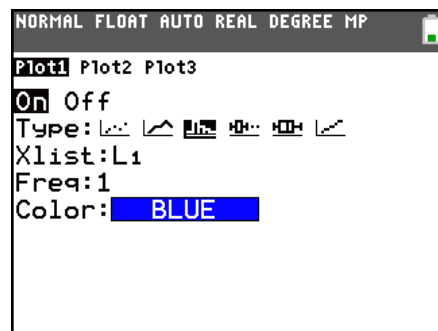 NORMAL FLOAT AUTO REAL DEGREE MP
Plot1 Plot2 Plot3
On Off
Type:
Xlist:L₁
Freq:1
Color: BLUE